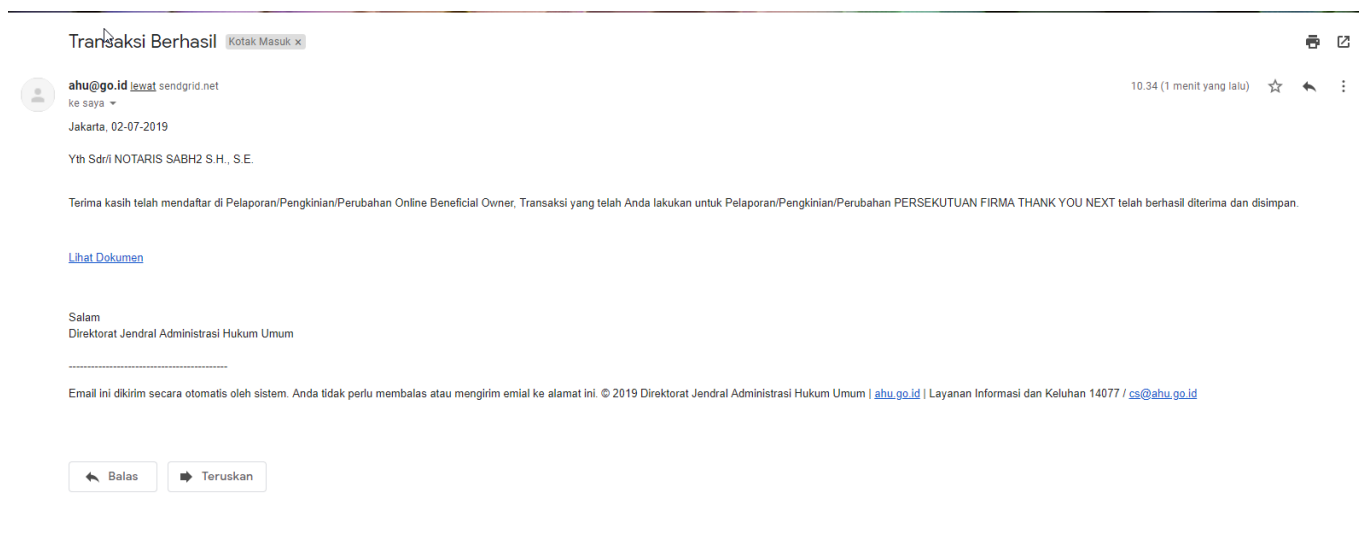 Transaksi Berhasil Kotak Masuk x
ahu@go.id lewat sendgrid.net 10.34 (1 menit yang lalu)
ke saya
Jakarta, 02-07-2019
Yth Sdr/i NOTARIS SABH2 S.H., S.E.
Terima kasih telah mendaftar di Pelaporan/Pengkinian/Perubahan Online Beneficial Owner, Transaksi yang telah Anda lakukan untuk Pelaporan/Pengkinian/Perubahan PERSEKUTUAN FIRMA THANK YOU NEXT telah berhasil diterima dan disimpan.
Lihat Dokumen
Salam
Direktorat Jendral Administrasi Hukum Umum
-------------------------------------------
Email ini dikirim secara otomatis oleh sistem. Anda tidak perlu membalas atau mengirim emial ke alamat ini. © 2019 Direktorat Jendral Administrasi Hukum Umum | ahu.go.id | Layanan Informasi dan Keluhan 14077 / cs@ahu.go.id
Balas Teruskan